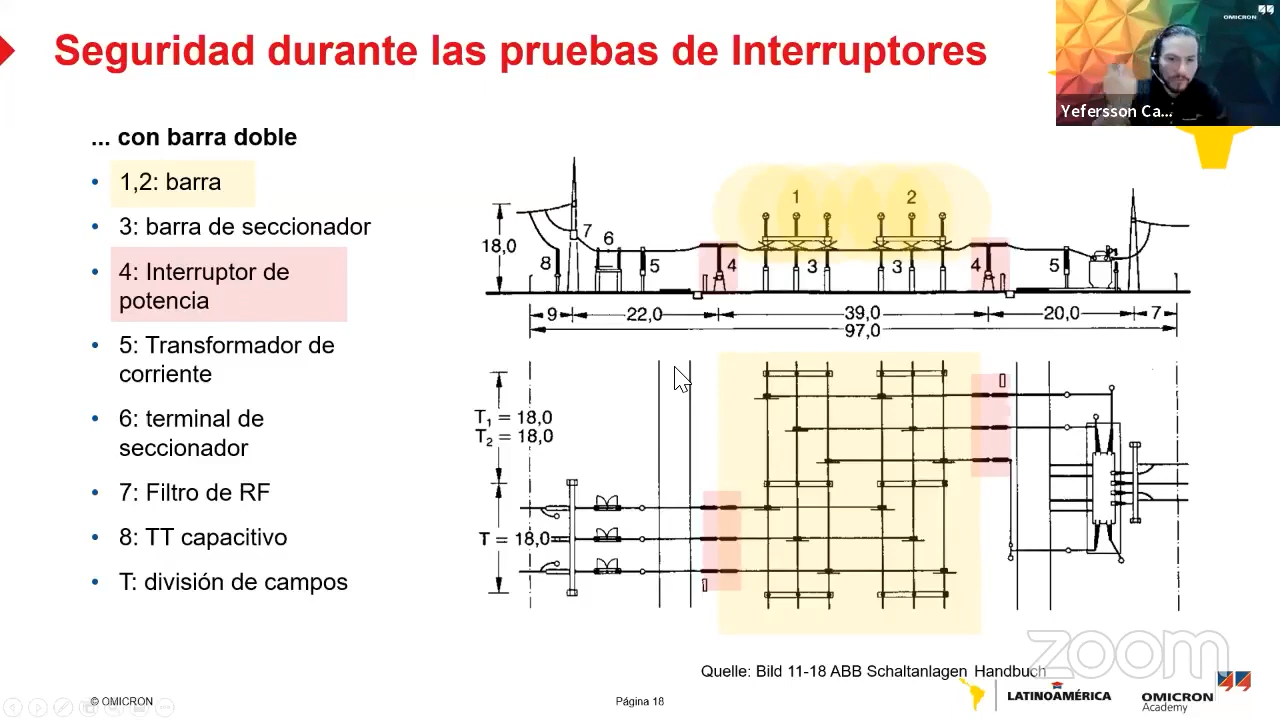 Seguridad durante las pruebas de Interruptores
OMICRON
Yefersson Ca...
... con barra doble
1,2: barra
3: barra de seccionador
4: Interruptor de
potencia
5: Transformador de
corriente
6: terminal de
seccionador
7: Filtro de RF
8: TT capacitivo
T: división de campos
1 2
7 6
18,0
8 5 4 3 3 4 5
9 22,0 39,0 20,0 7
97,0
T1 = 18,0
T2 = 18,0
T = 18,0
zoom
Quelle: Bild 11-18 ABB Schaltanlagen Handbuch
© OMICRON
Página 18
LATINOAMÉRICA
OMICRON
Academy